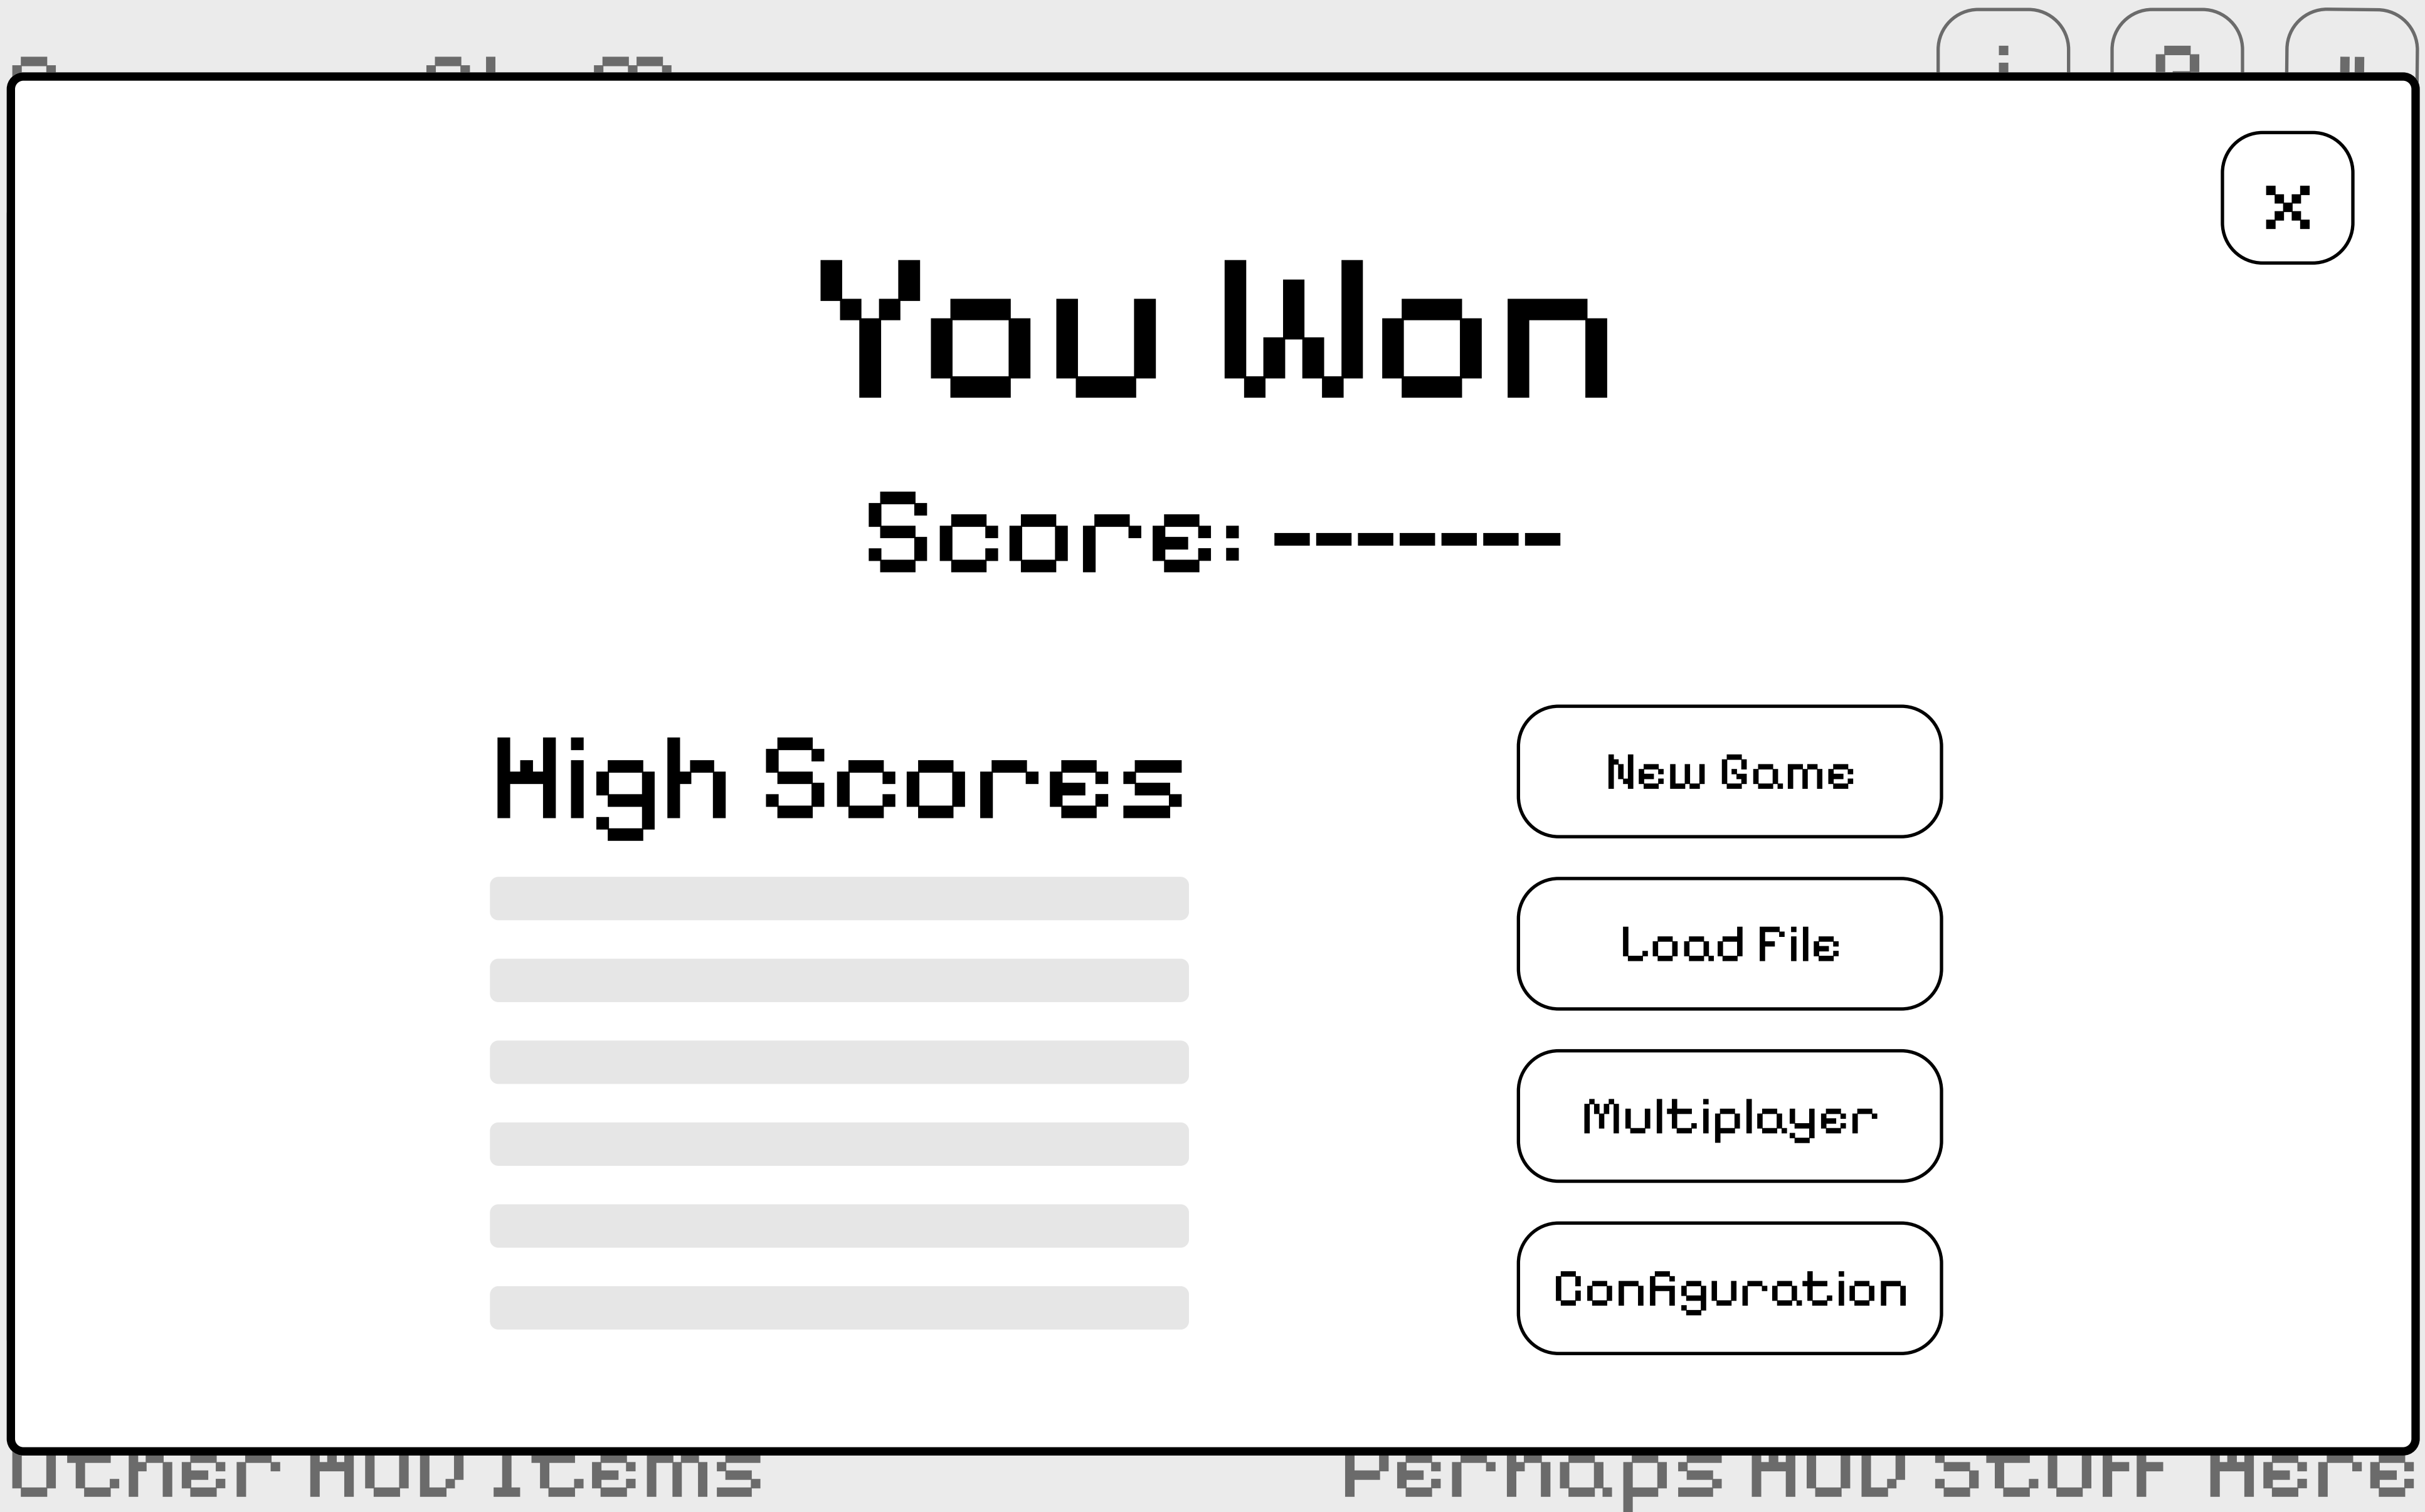 i
x
You Won
Score: -------
High Scores
New Game
Load File
Multiplayer
Configuration
Other HUD Items
Perhaps HUD Stuff Here